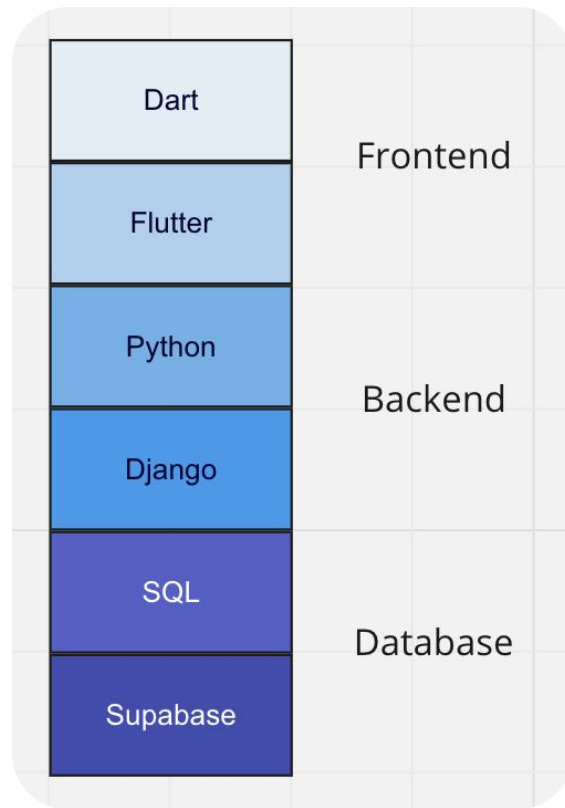 Dart
Frontend
Flutter
Python
Backend
Django
SQL
Database
Supabase